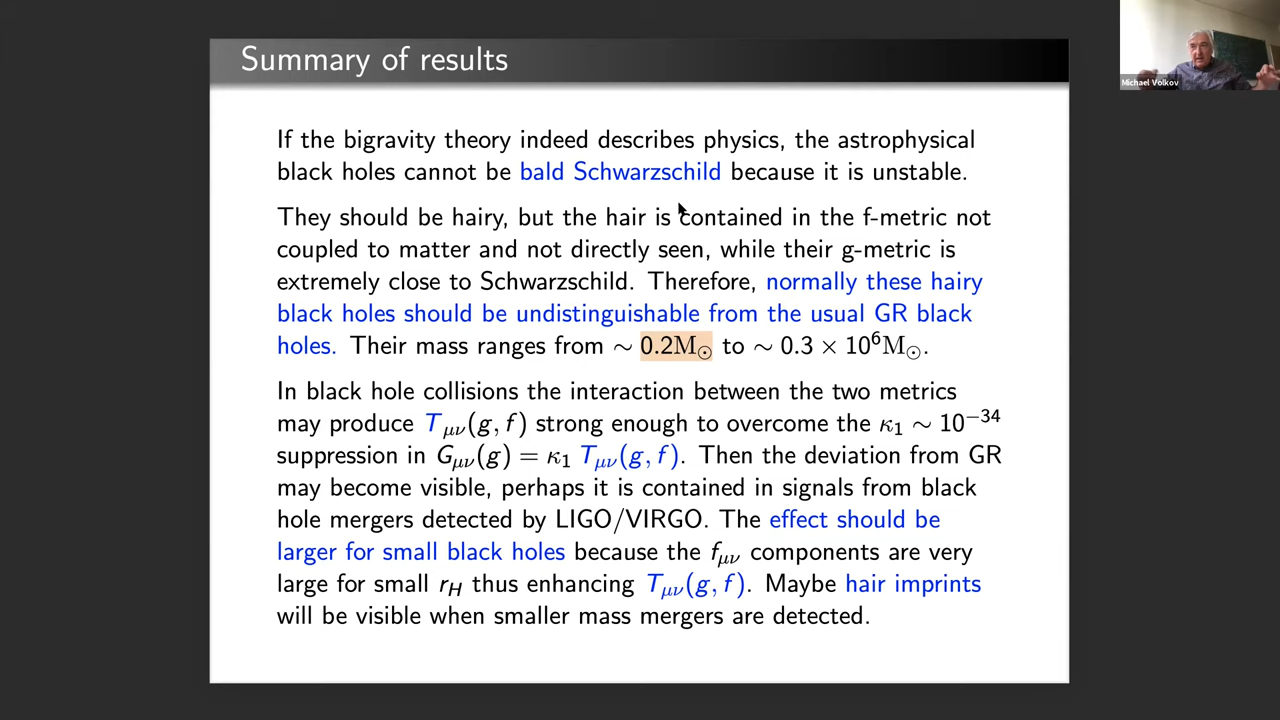 Summary of results
Michael Volkov
If the bigravity theory indeed describes physics, the astrophysical
black holes cannot be bald Schwarzschild because it is unstable.
They should be hairy, but the hair is contained in the f-metric not
coupled to matter and not directly seen, while their g-metric is
extremely close to Schwarzschild. Therefore, normally these hairy
black holes should be undistinguishable from the usual GR black
holes. Their mass ranges from ∼ 0.2M⊙ to ∼ 0.3 × 10⁶M⊙.
In black hole collisions the interaction between the two metrics
may produce Tμν(g, f) strong enough to overcome the κ₁ ∼ 10⁻³⁴
suppression in Gμν(g) = κ₁ Tμν(g, f). Then the deviation from GR
may become visible, perhaps it is contained in signals from black
hole mergers detected by LIGO/VIRGO. The effect should be
larger for small black holes because the fμν components are very
large for small rH thus enhancing Tμν(g, f). Maybe hair imprints
will be visible when smaller mass mergers are detected.